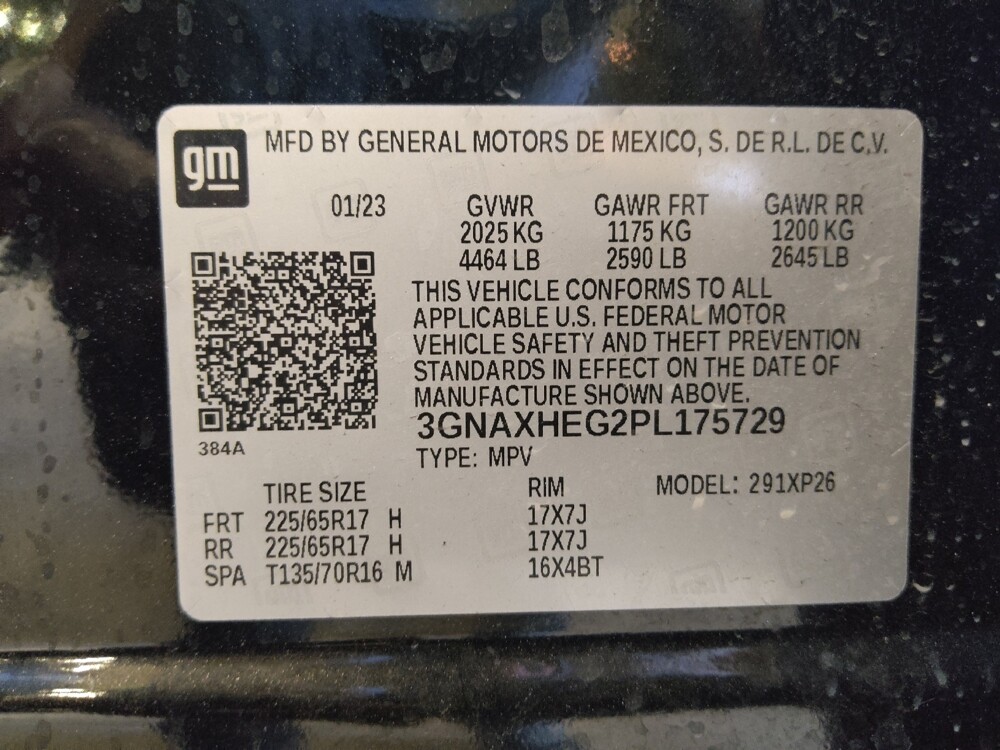 gm
MFD BY GENERAL MOTORS DE MEXICO, S. DE R.L. DE C.V.
01/23 GVWR GAWR FRT GAWR RR
2025 KG 1175 KG 1200 KG
4464 LB 2590 LB 2645 LB
THIS VEHICLE CONFORMS TO ALL
APPLICABLE U.S. FEDERAL MOTOR
VEHICLE SAFETY AND THEFT PREVENTION
STANDARDS IN EFFECT ON THE DATE OF
MANUFACTURE SHOWN ABOVE.
3GNAXHEG2PL175729
384A
TYPE: MPV
TIRE SIZE RIM MODEL: 291XP26
FRT 225/65R17 H 17X7J
RR 225/65R17 H 17X7J
SPA T135/70R16 M 16X4BT